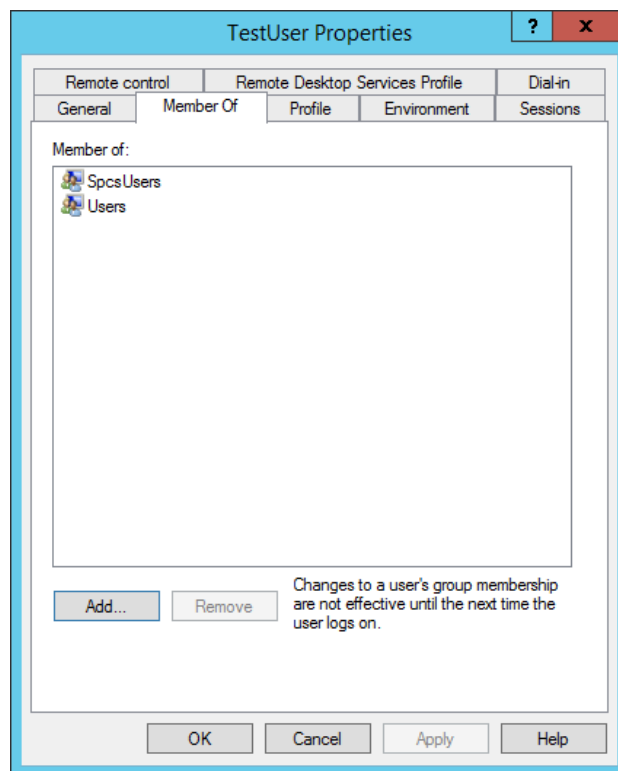 TestUser Properties
?
x
Remote control
Remote Desktop Services Profile
Dial-in
General
Member Of
Profile
Environment
Sessions
Member of:
SpcsUsers
Users
Add...
Remove
Changes to a user's group membership
are not effective until the next time the
user logs on.
OK
Cancel
Apply
Help